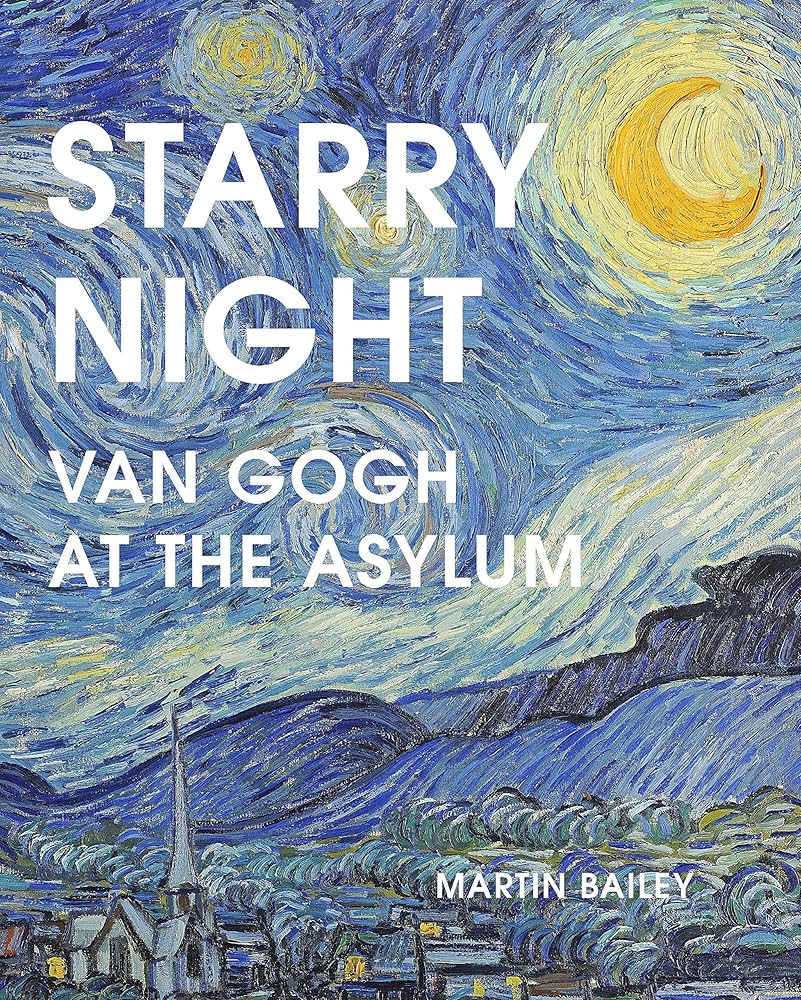 STARRY
NIGHT
VAN GOGH
AT THE ASYLUM
MARTIN BAILEY